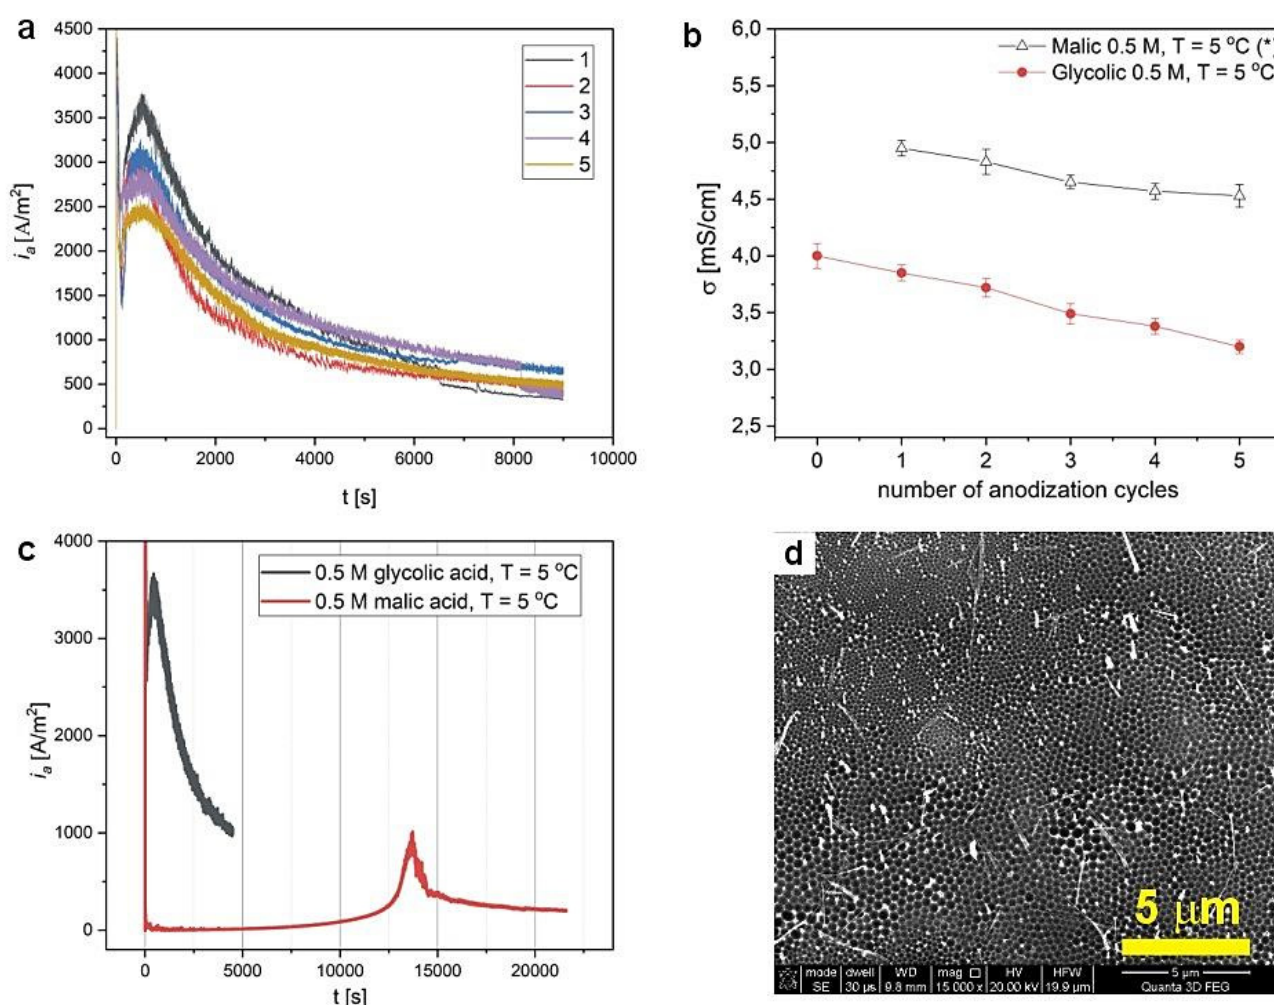 a
4500
4000
3500
3000
2500
2000
1500
1000
500
0
iₐ [A/m²]
1
2
3
4
5
0 2000 4000 6000 8000 10000
t [s]
b
6,0
5,5
5,0
4,5
4,0
3,5
3,0
2,5
σ [mS/cm]
Malic 0.5 M, T = 5 °C (*)
Glycolic 0.5 M, T = 5 °C
0 1 2 3 4 5
number of anodization cycles
c
4000
3000
2000
1000
0
iₐ [A/m²]
0.5 M glycolic acid, T = 5 °C
0.5 M malic acid, T = 5 °C
0 5000 10000 15000 20000
t [s]
d
5 μm
mode dwell WD mag HV HFW 5 μm
SE 30 μs 9.8 mm 15 000 x 20.00 kV 19.9 μm Quanta 3D FEG